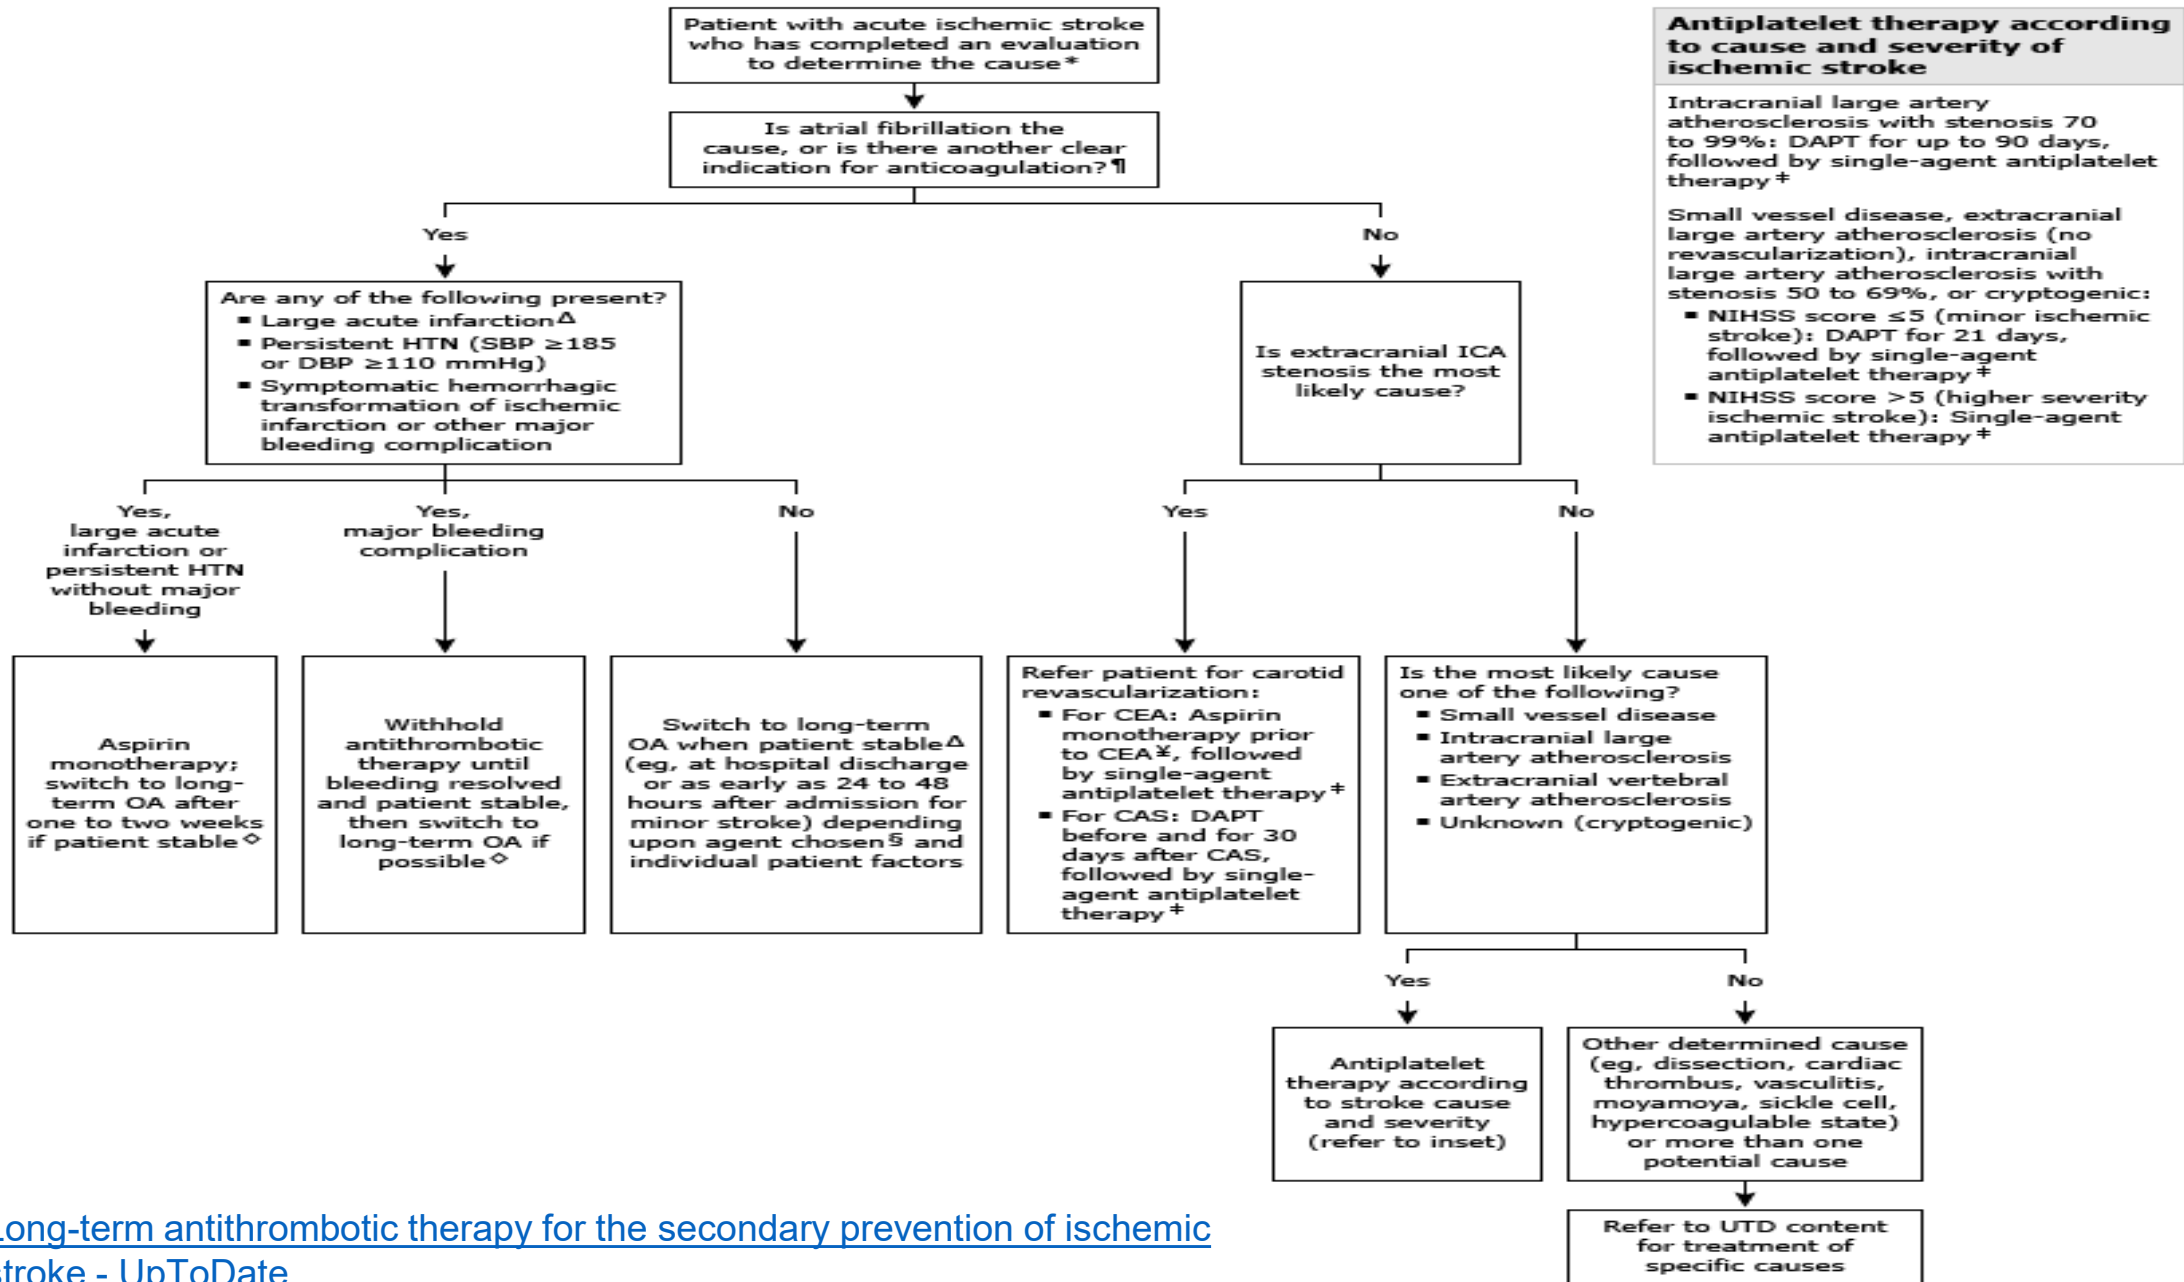 Patient with acute ischemic stroke
who has completed an evaluation
to determine the cause*
Is atrial fibrillation the
cause, or is there another clear
indication for anticoagulation?¶
Yes
No
Are any of the following present?
▪ Large acute infarctionΔ
▪ Persistent HTN (SBP ≥185
or DBP ≥110 mmHg)
▪ Symptomatic hemorrhagic
transformation of ischemic
infarction or other major
bleeding complication
Is extracranial ICA
stenosis the most
likely cause?
Yes,
large acute
infarction or
persistent HTN
without major
bleeding
Yes,
major bleeding
complication
No
Yes
No
Aspirin
monotherapy;
switch to long-
term OA after
one to two weeks
if patient stable◇
Withhold
antithrombotic
therapy until
bleeding resolved
and patient stable,
then switch to
long-term OA if
possible◇
Switch to long-term
OA when patient stableΔ
(eg, at hospital discharge
or as early as 24 to 48
hours after admission for
minor stroke) depending
upon agent chosen§ and
individual patient factors
Refer patient for carotid
revascularization:
▪ For CEA: Aspirin
monotherapy prior
to CEA¥, followed
by single-agent
antiplatelet therapy‡
▪ For CAS: DAPT
before and for 30
days after CAS,
followed by single-
agent antiplatelet
therapy‡
Is the most likely cause
one of the following?
▪ Small vessel disease
▪ Intracranial large
artery atherosclerosis
▪ Extracranial vertebral
artery atherosclerosis
▪ Unknown (cryptogenic)
Yes
No
Antiplatelet
therapy according
to stroke cause
and severity
(refer to inset)
Other determined cause
(eg, dissection, cardiac
thrombus, vasculitis,
moyamoya, sickle cell,
hypercoagulable state)
or more than one
potential cause
Refer to UTD content
for treatment of
specific causes
Antiplatelet therapy according
to cause and severity of
ischemic stroke
Intracranial large artery
atherosclerosis with stenosis 70
to 99%: DAPT for up to 90 days,
followed by single-agent antiplatelet
therapy‡
Small vessel disease, extracranial
large artery atherosclerosis (no
revascularization), intracranial
large artery atherosclerosis with
stenosis 50 to 69%, or cryptogenic:
▪ NIHSS score ≤5 (minor ischemic
stroke): DAPT for 21 days,
followed by single-agent
antiplatelet therapy‡
▪ NIHSS score >5 (higher severity
ischemic stroke): Single-agent
antiplatelet therapy‡
Long-term antithrombotic therapy for the secondary prevention of ischemic
stroke - UpToDate